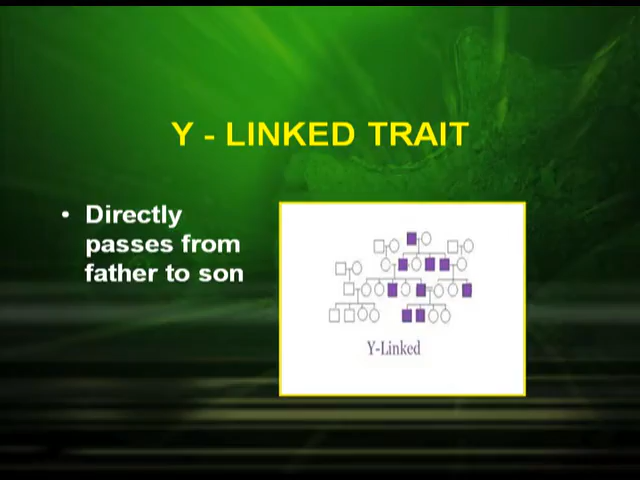 Y - LINKED TRAIT
• Directly
passes from
father to son
Y-Linked